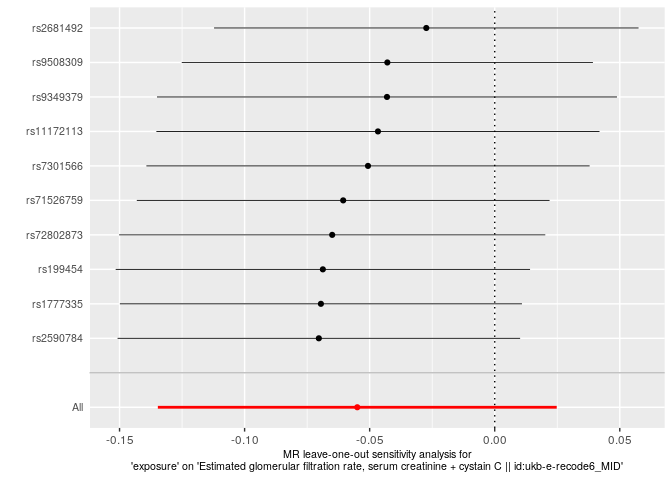 rs2681492
rs9508309
rs9349379
rs11172113
rs7301566
rs71526759
rs72802873
rs199454
rs1777335
rs2590784
All
-0.15 -0.10 -0.05 0.00 0.05
MR leave-one-out sensitivity analysis for
'exposure' on 'Estimated glomerular filtration rate, serum creatinine + cystain C || id:ukb-e-recode6_MID'